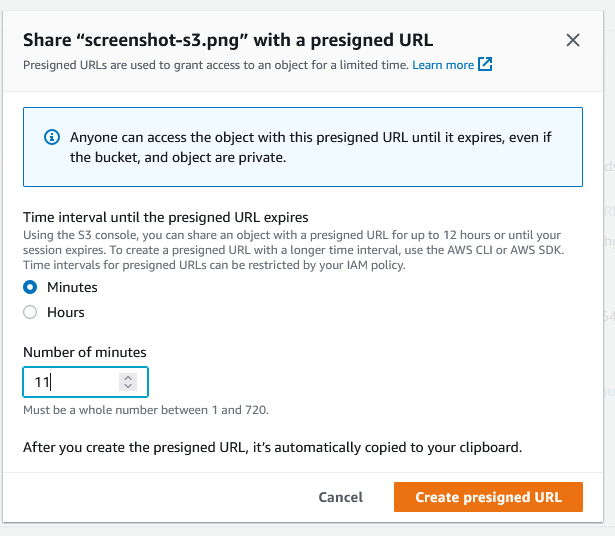 Share “screenshot-s3.png” with a presigned URL
Presigned URLs are used to grant access to an object for a limited time. Learn more
Anyone can access the object with this presigned URL until it expires, even if
the bucket, and object are private.
Time interval until the presigned URL expires
Using the S3 console, you can share an object with a presigned URL for up to 12 hours or until your
session expires. To create a presigned URL with a longer time interval, use the AWS CLI or AWS SDK.
Time intervals for presigned URLs can be restricted by your IAM policy.
Minutes
Hours
Number of minutes
11
Must be a whole number between 1 and 720.
After you create the presigned URL, it’s automatically copied to your clipboard.
Cancel
Create presigned URL